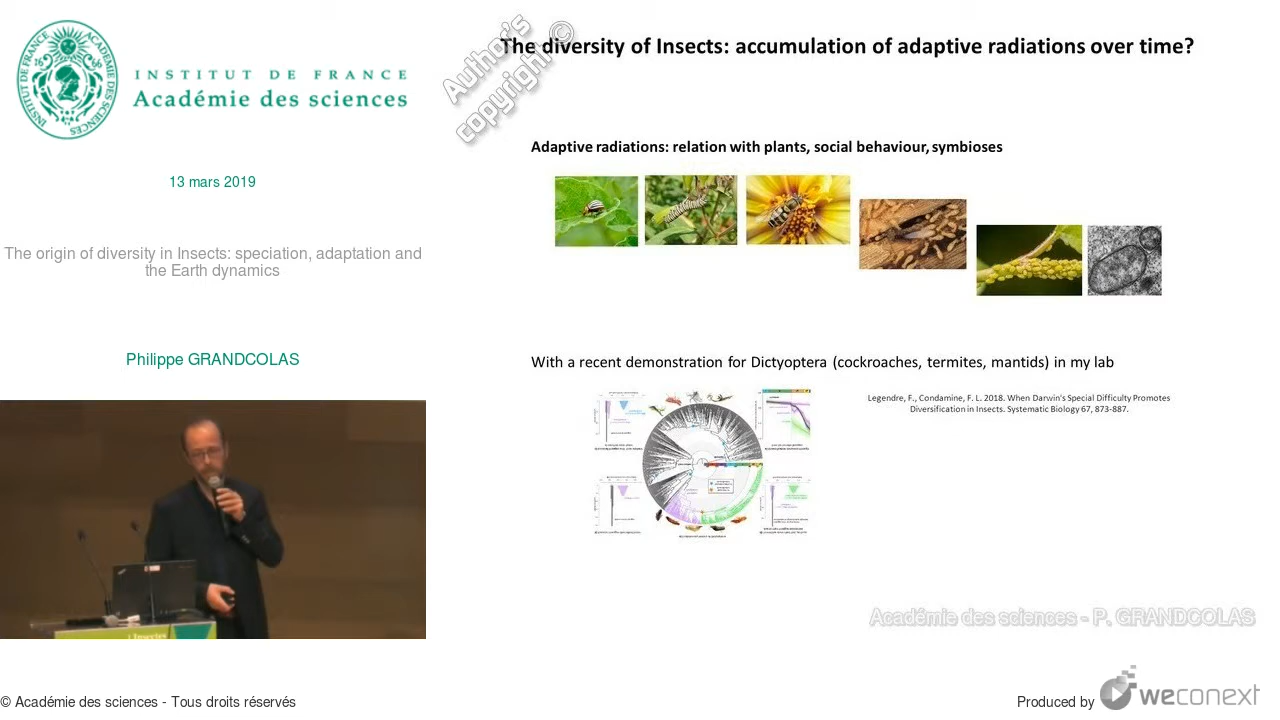 INSTITUT DE FRANCE
Académie des sciences
13 mars 2019
The origin of diversity in Insects: speciation, adaptation and
the Earth dynamics
Philippe GRANDCOLAS
Author's
copyright ©
The diversity of Insects: accumulation of adaptive radiations over time?
Adaptive radiations: relation with plants, social behaviour, symbioses
With a recent demonstration for Dictyoptera (cockroaches, termites, mantids) in my lab
Legendre, F., Condamine, F. L. 2018. When Darwin's Special Difficulty Promotes
Diversification in Insects. Systematic Biology 67, 873-887.
Insectes
Académie des sciences - P. GRANDCOLAS
© Académie des sciences - Tous droits réservés
Produced by weconext